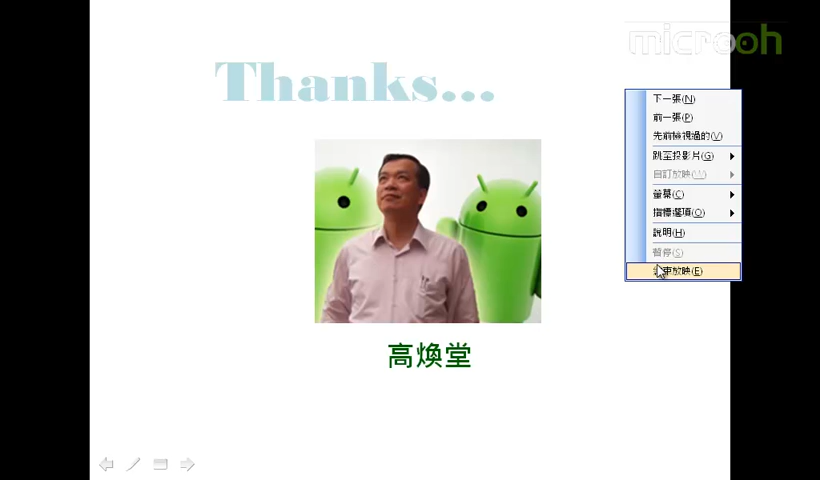 microoh
Thanks...
高煥堂
下一張(N)
前一張(P)
先前檢視過的(V)
跳至投影片(G)
自訂放映(W)
螢幕(C)
指標選項(O)
說明(H)
暫停(S)
束放映(E)